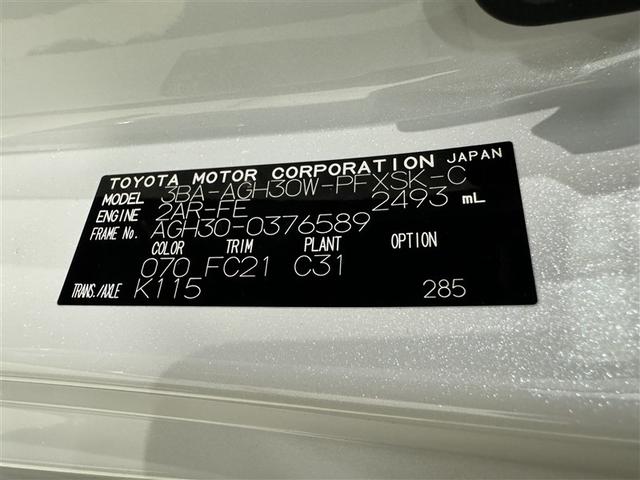 TOYOTA MOTOR CORPORATION JAPAN
MODEL 3BA-AGH30W-PFXSK-C
ENGINE 2AR-FE 2493 mL
FRAME No. AGH30-0376589
COLOR TRIM PLANT OPTION
070 FC21 C31
TRANS./AXLE K115 285